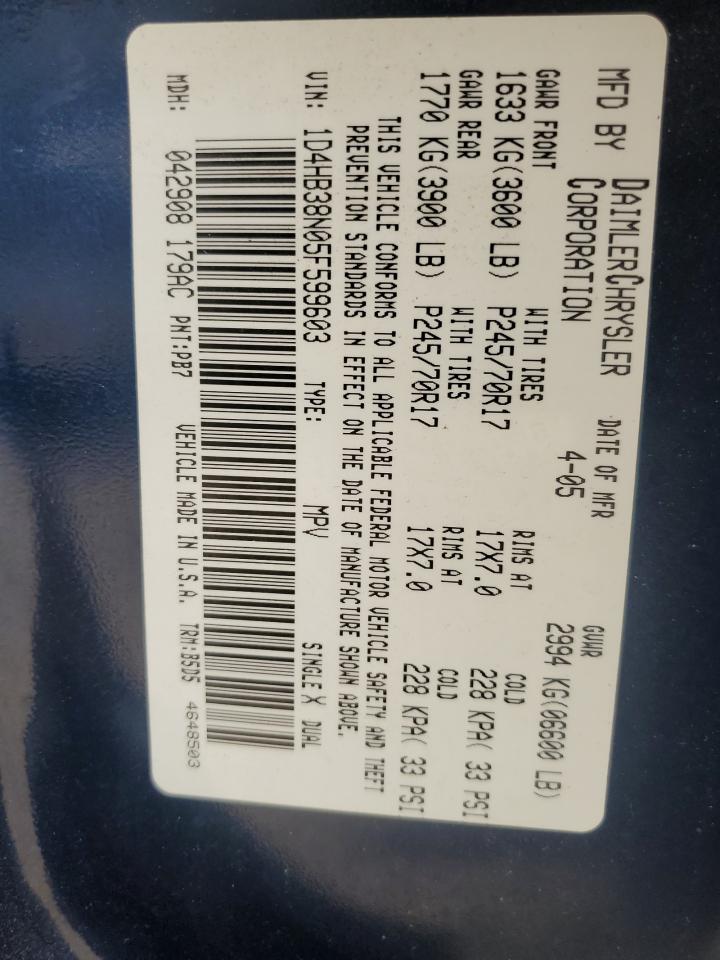 MFD BY DAIMLERCHRYSLER CORPORATION DATE OF MFR 4-05 GVWR 2994 KG(06600 LB)
GAWR FRONT WITH TIRES RIMS AT COLD
1633 KG(3600 LB) P245/70R17 17X7.0 228 KPA( 33 PSI
GAWR REAR WITH TIRES RIMS AT COLD
1770 KG(3900 LB) P245/70R17 17X7.0 228 KPA( 33 PSI
THIS VEHICLE CONFORMS TO ALL APPLICABLE FEDERAL MOTOR VEHICLE SAFETY AND THEFT
PREVENTION STANDARDS IN EFFECT ON THE DATE OF MANUFACTURE SHOWN ABOVE.
VIN: 1D4HB38N05F599603 TYPE: MPV SINGLE X DUAL
MDH: 042908 179AC PNT:PB7 VEHICLE MADE IN U.S.A. TRM:B5D5 4648503